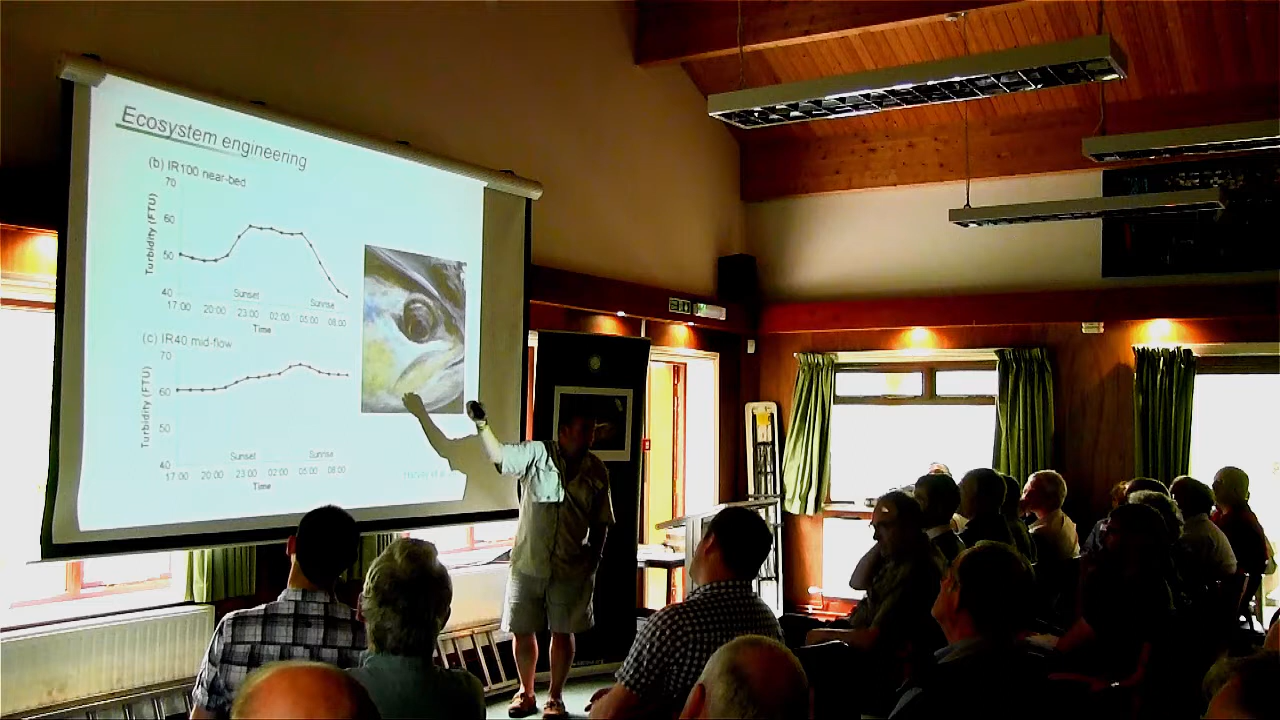 Ecosystem engineering
(b) IR100 near-bed
70
60
50
40
Turbidity (FTU)
Sunset Sunrise
17:00 20:00 23:00 02:00 05:00 08:00
Time
(c) IR40 mid-flow
70
60
50
40
Turbidity (FTU)
Sunset Sunrise
17:00 20:00 23:00 02:00 05:00 08:00
Time